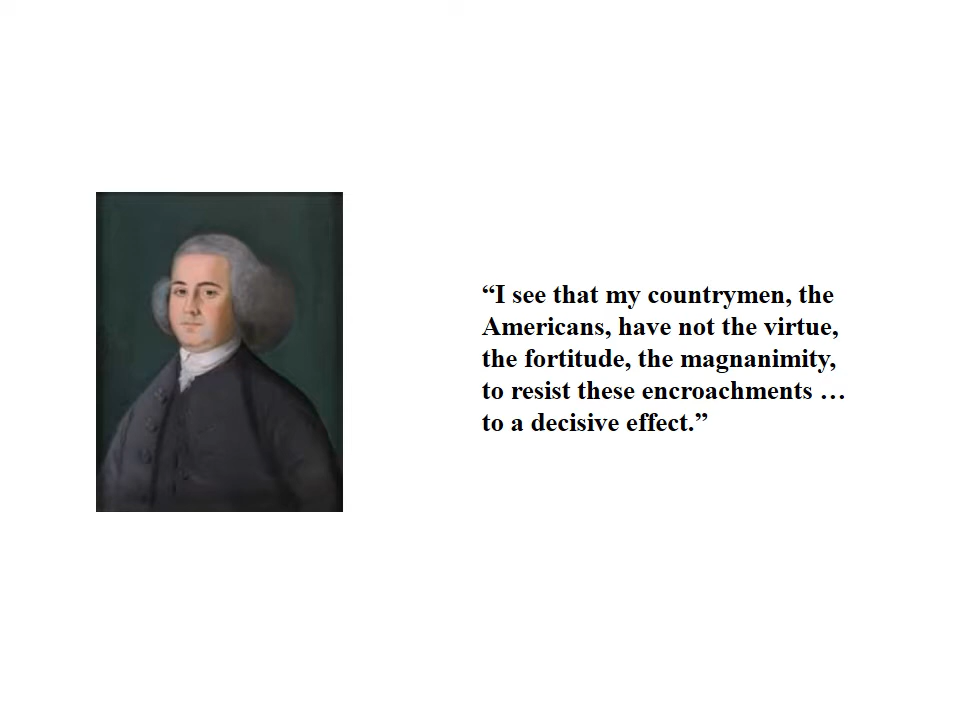 “I see that my countrymen, the
Americans, have not the virtue,
the fortitude, the magnanimity,
to resist these encroachments …
to a decisive effect.”